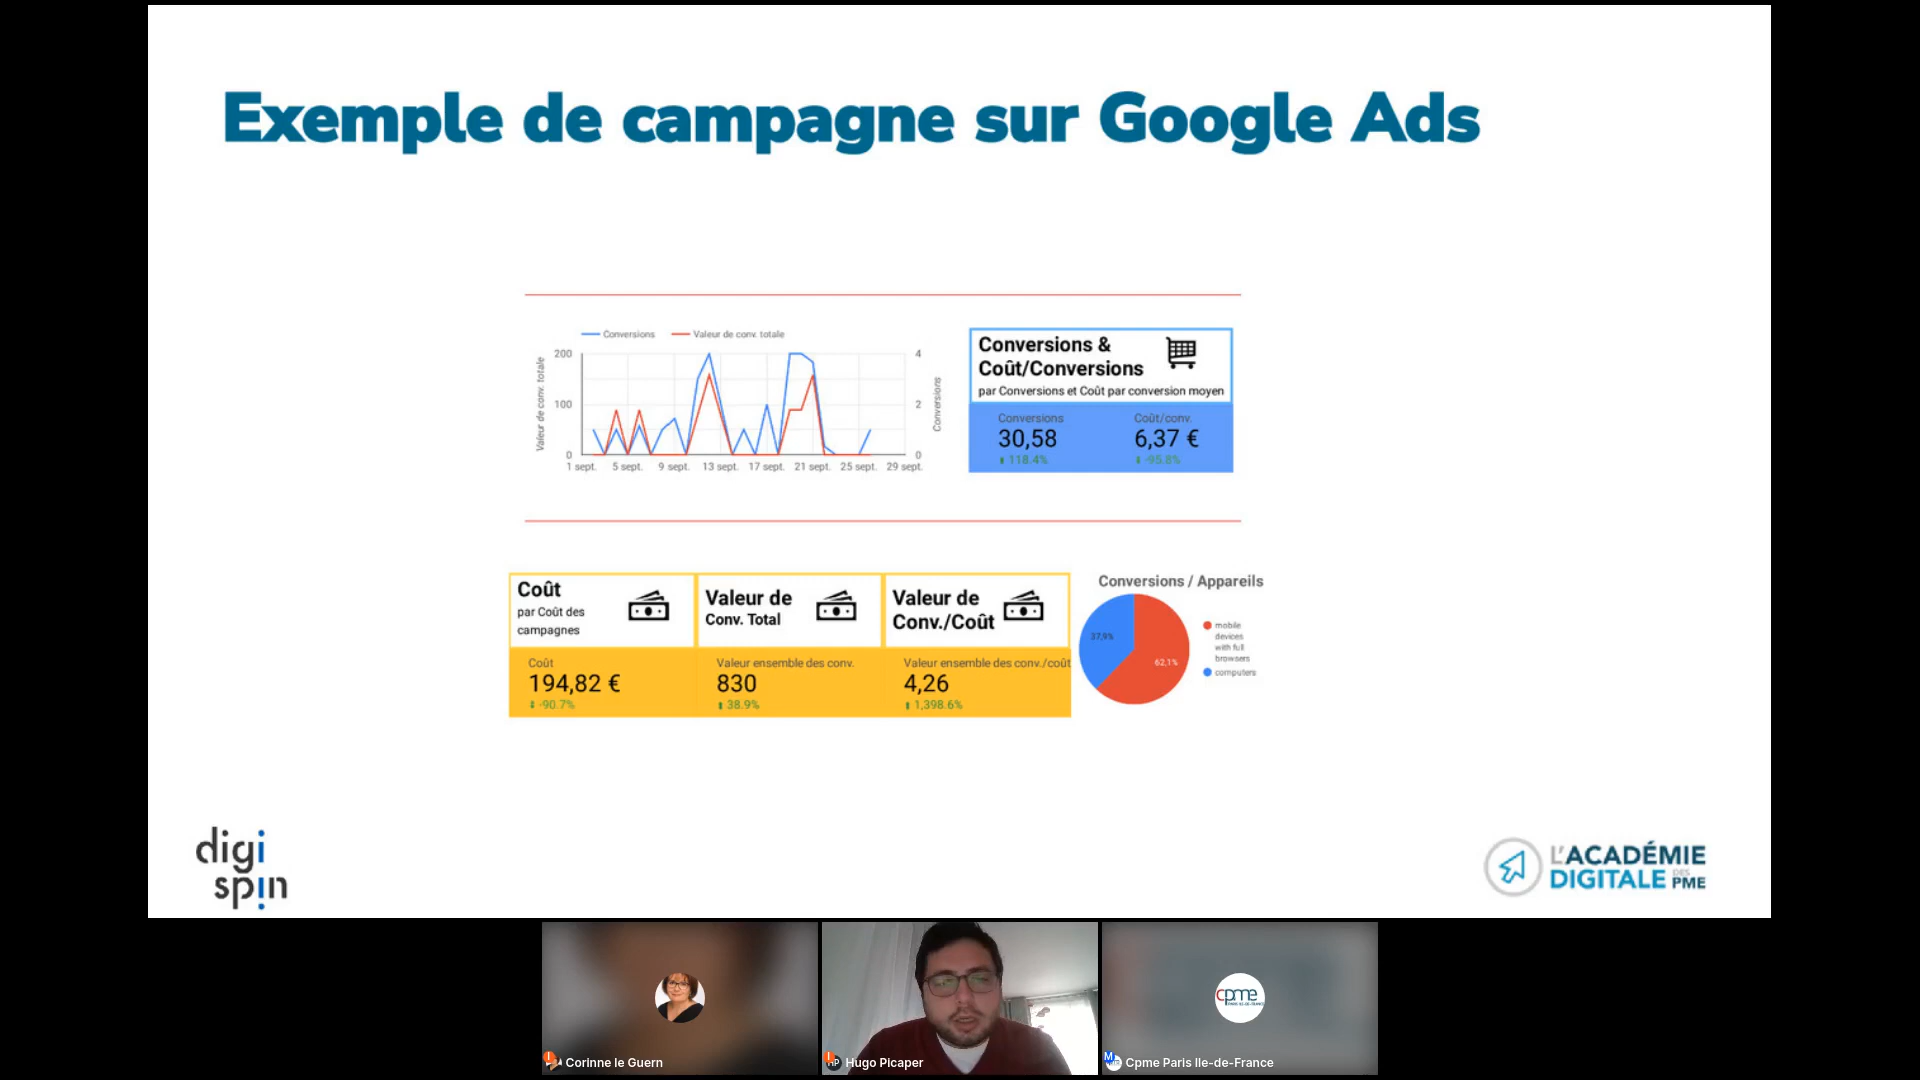 Exemple de campagne sur Google Ads
Conversions
Valeur de conv. totale
Valeur de conv. totale
200
100
0
4
2
0
Conversions
1 sept.
5 sept.
9 sept.
13 sept.
17 sept.
21 sept.
25 sept.
29 sept.
Conversions &
Coût/Conversions
par Conversions et Coût par conversion moyen
Conversions
30,58
118.4%
Coût/conv.
6,37 €
-95.8%
Coût
par Coût des
campagnes
Coût
194,82 €
-90.7%
Valeur de
Conv. Total
Valeur ensemble des conv.
830
38.9%
Valeur de
Conv./Coût
Valeur ensemble des conv./coût
4,26
1,398.6%
Conversions / Appareils
37,9%
62,1%
mobile
devices
with full
browsers
computers
digi
spin
L'ACADÉMIE
DIGITALE DES PME
Corinne le Guern
HP
Hugo Picaper
cpme
M
Cpme Paris Ile-de-France